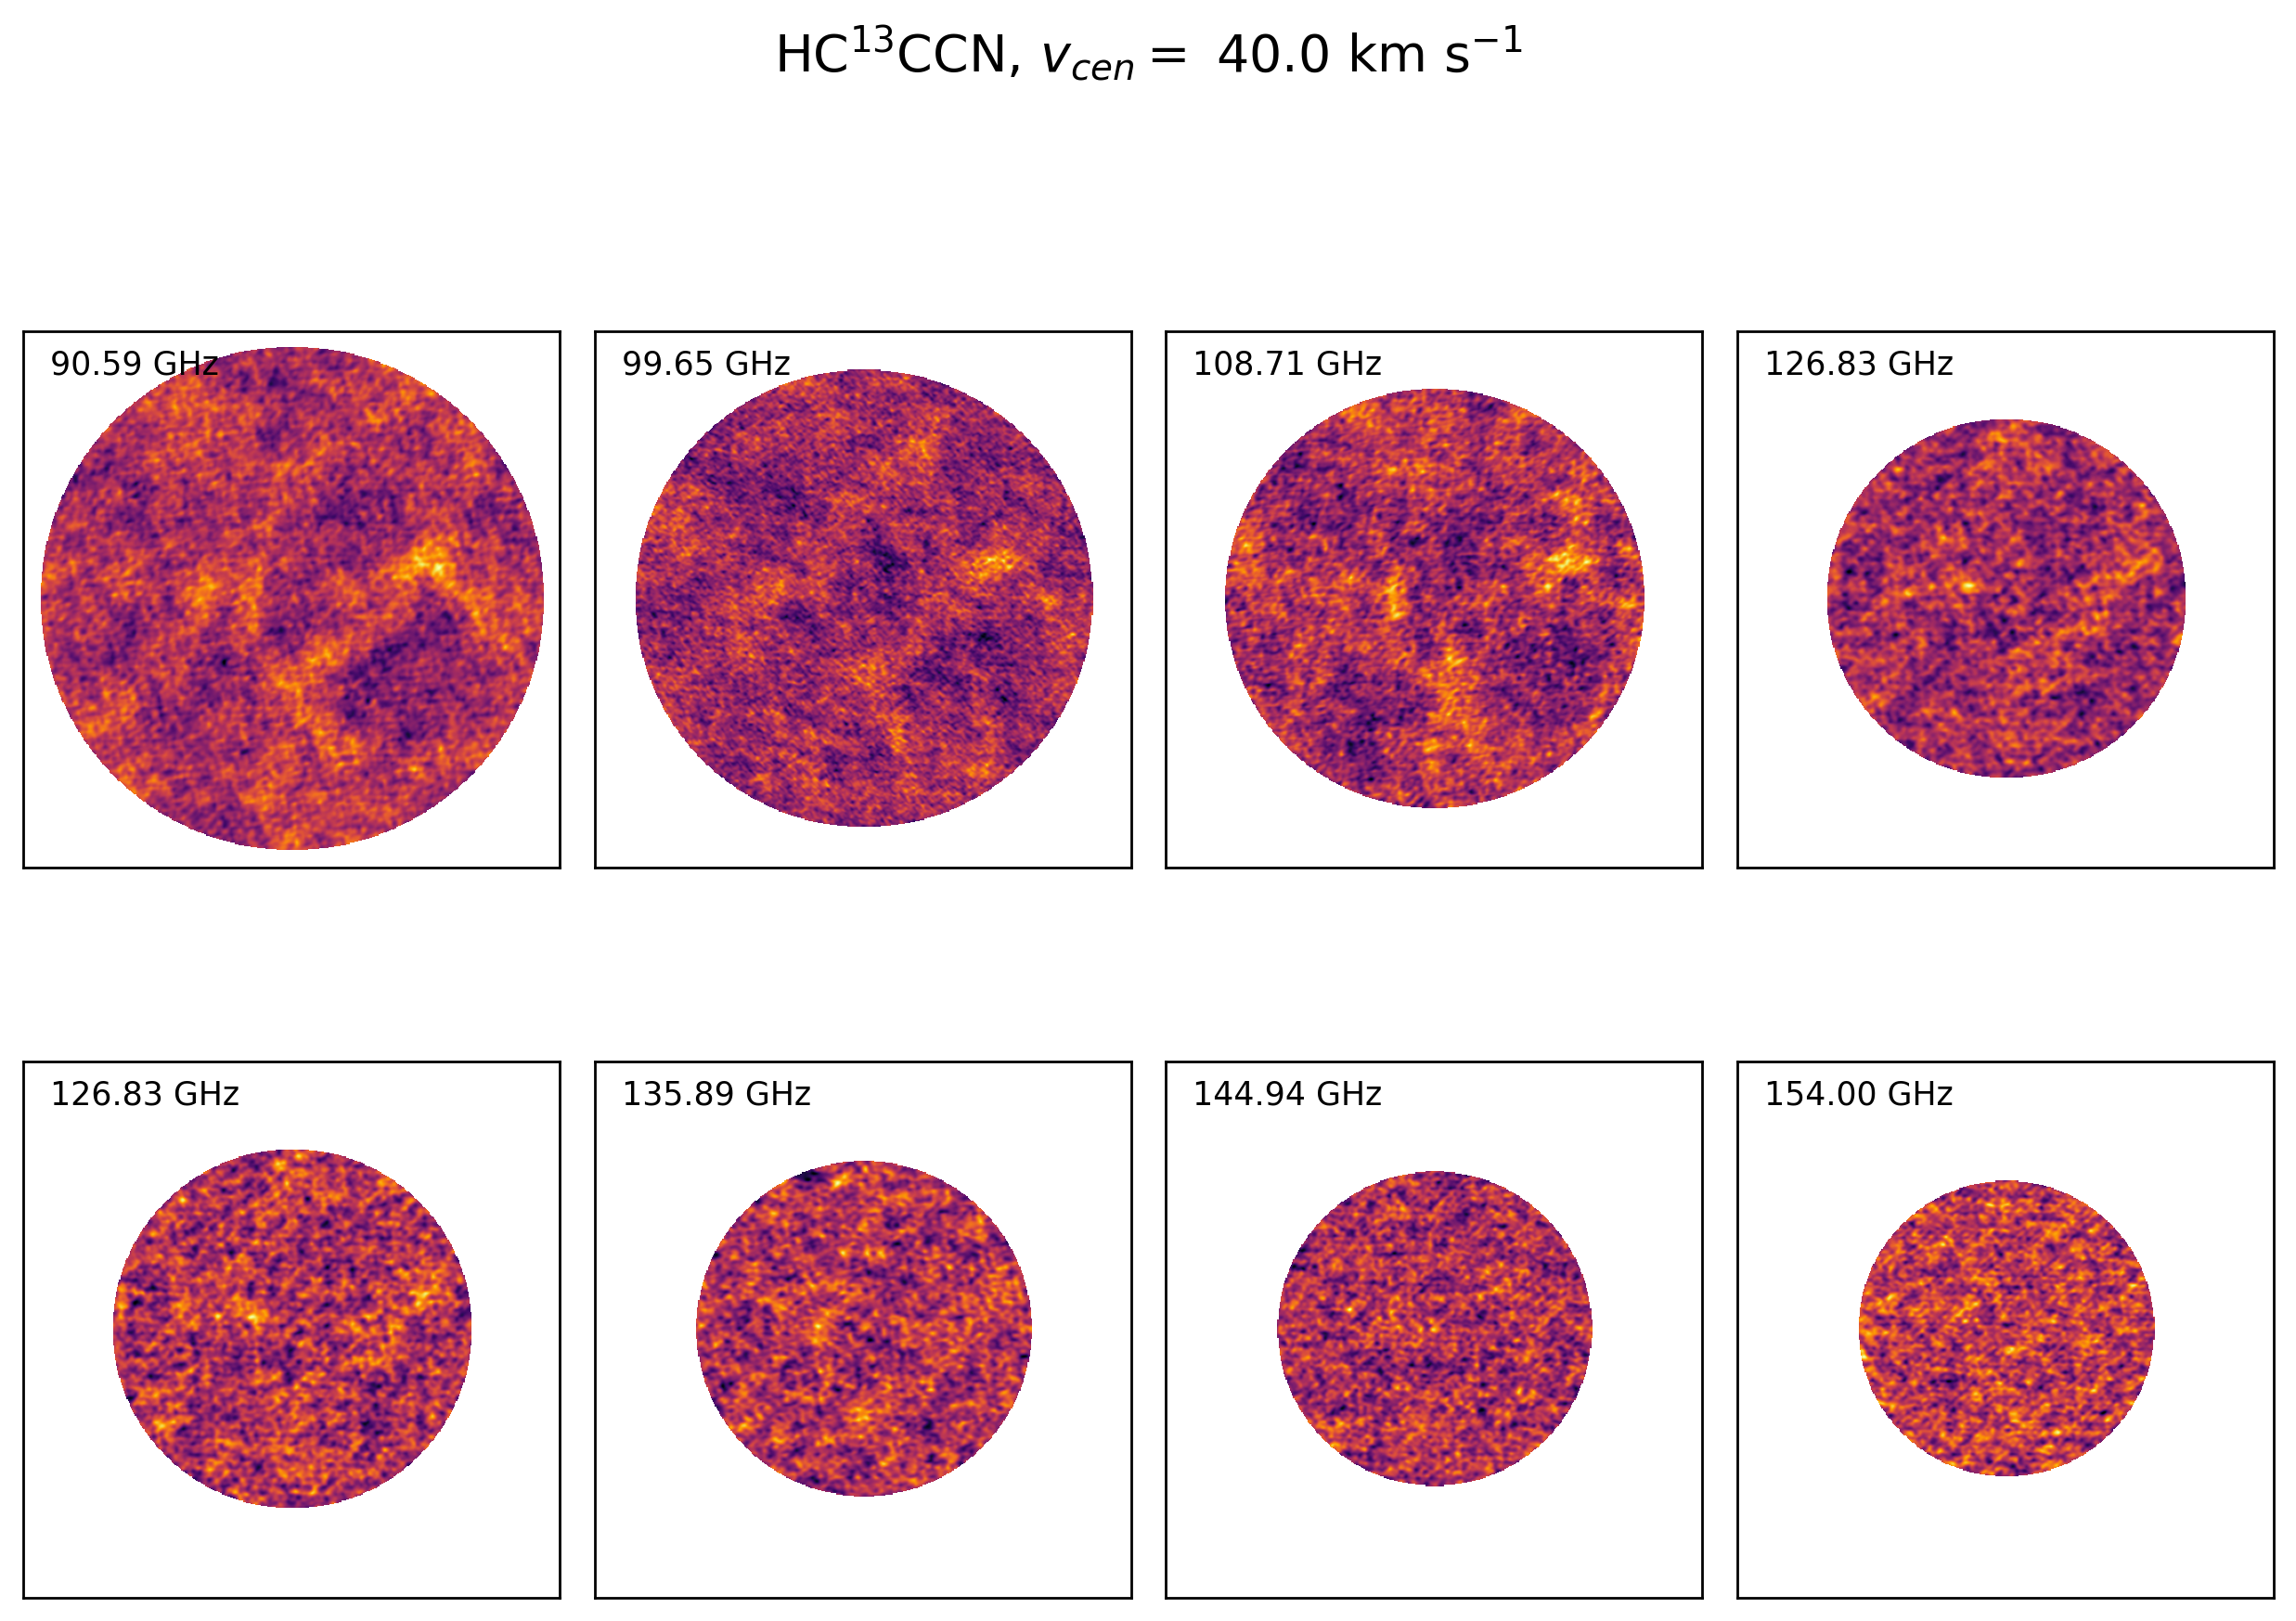 HC¹³CCN, v_cen = 40.0 km s⁻¹
90.59 GHz
99.65 GHz
108.71 GHz
126.83 GHz
126.83 GHz
135.89 GHz
144.94 GHz
154.00 GHz